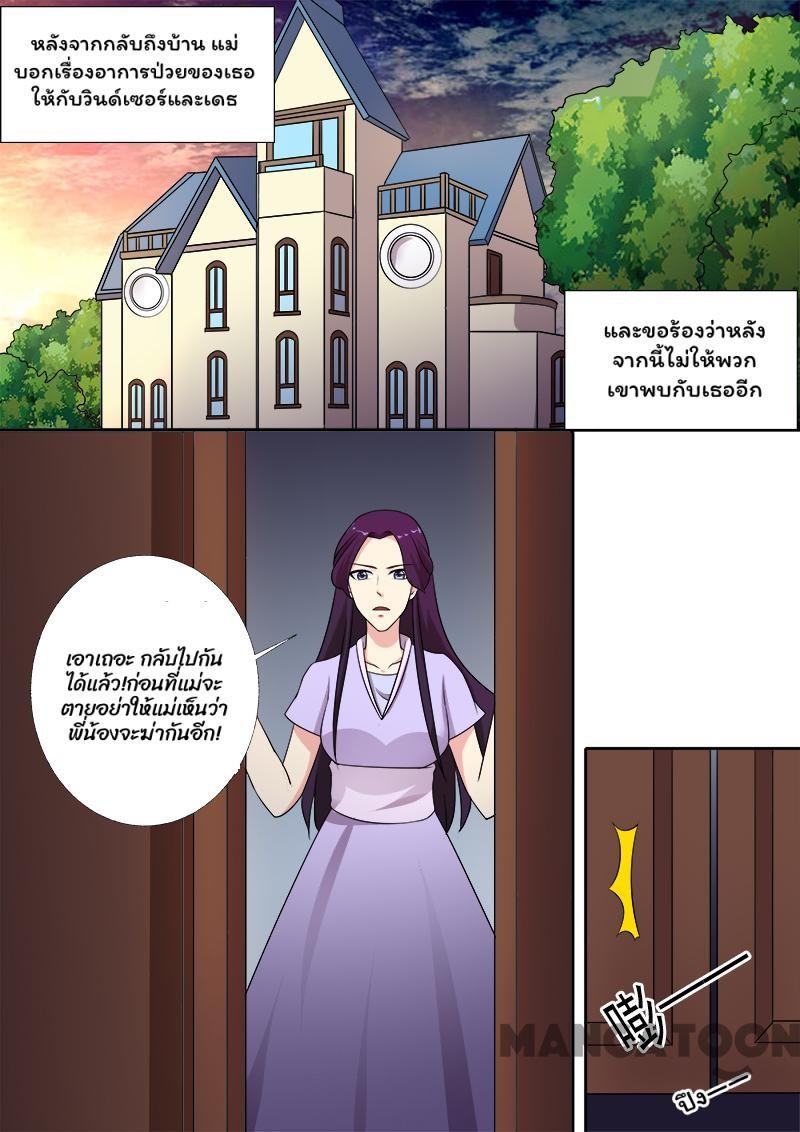 หลังจากกลับถึงบ้าน แม่
บอกเรื่องอาการป่วยของเธอ
ให้กับวินด์เซอร์และเดธ
และขอร้องว่าหลัง
จากนี้ไม่ให้พวก
เขาพบกับเธออีก
เอาเถอะ กลับไปกัน
ได้แล้ว!ก่อนที่แม่จะ
ตายอย่าให้แม่เห็นว่า
พี่น้องจะฆ่ากันอีก!
嘭——
MANGATOON
ปึง——